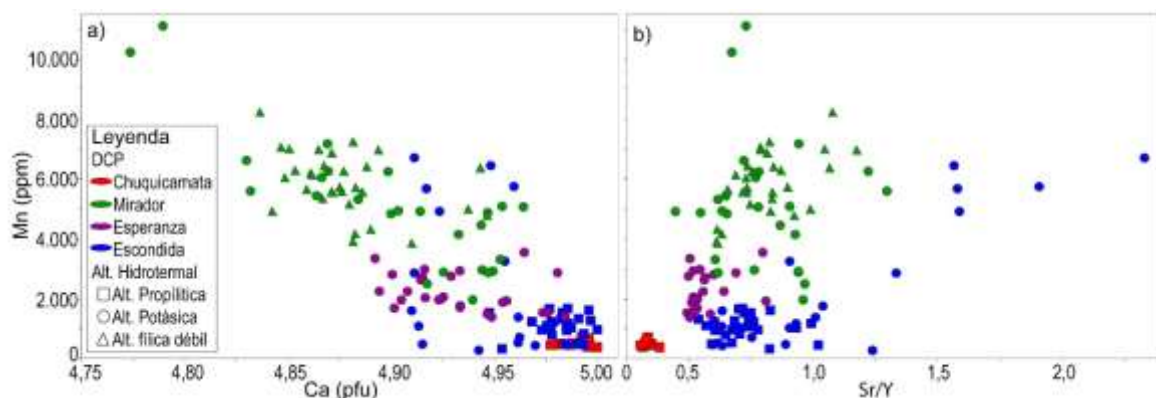 a)
b)
Mn (ppm)
10.000
8.000
6.000
4.000
2.000
0
Leyenda
DCP
Chuquicamata
Mirador
Esperanza
Escondida
Alt. Hidrotermal
Alt. Propilítica
Alt. Potásica
Alt. fílica débil
4,75 4,80 4,85 4,90 4,95 5,00
0,5 1,0 1,5 2,0
Ca (pfu)
Sr/Y